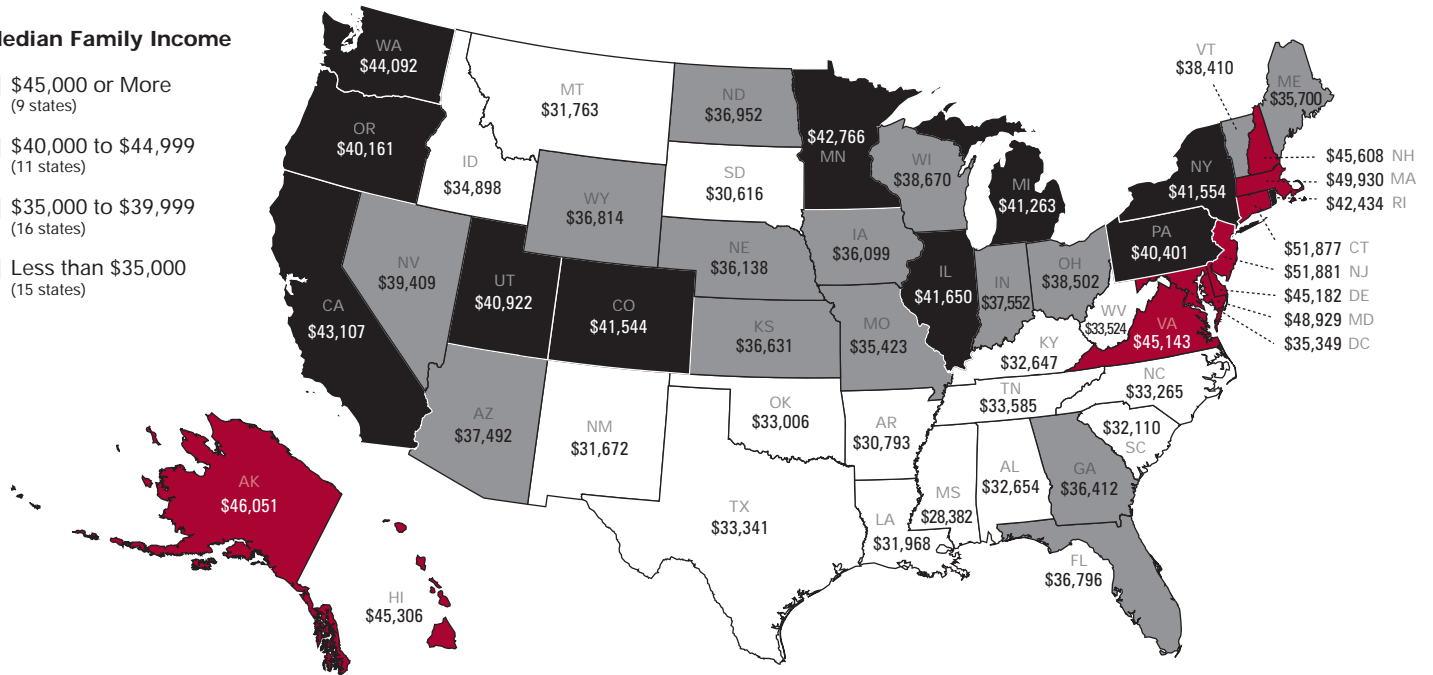 edian Family Income
$45,000 or More
(9 states)
$40,000 to $44,999
(11 states)
$35,000 to $39,999
(16 states)
Less than $35,000
(15 states)
WA
$44,092
OR
$40,161
CA
$43,107
NV
$39,409
ID
$34,898
MT
$31,763
WY
$36,814
UT
$40,922
CO
$41,544
AZ
$37,492
NM
$31,672
ND
$36,952
SD
$30,616
NE
$36,138
KS
$36,631
OK
$33,006
TX
$33,341
$42,766
MN
IA
$36,099
MO
$35,423
AR
$30,793
LA
$31,968
WI
$38,670
IL
$41,650
MI
$41,263
IN
$37,552
OH
$38,502
KY
$32,647
TN
$33,585
MS
$28,382
AL
$32,654
GA
$36,412
FL
$36,796
$32,110
SC
NC
$33,265
VA
$45,143
WV
$33,524
PA
$40,401
NY
$41,554
VT
$38,410
ME
$35,700
$45,608 NH
$49,930 MA
$42,434 RI
$51,877 CT
$51,881 NJ
$45,182 DE
$48,929 MD
$35,349 DC
AK
$46,051
HI
$45,306